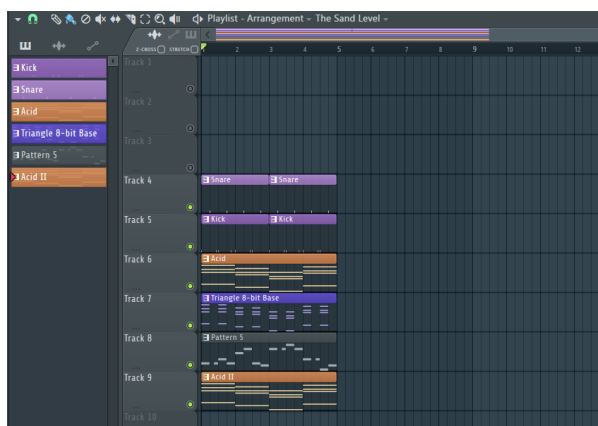 Playlist - Arrangement - The Sand Level -
Z-CROSS STRETCH
1 2 3 4 5 6 7 8 9 10 11 12
Kick
Snare
Acid
Triangle 8-bit Base
Pattern 5
Acid II
Track 1
Track 2
Track 3
Track 4
Snare Snare
Track 5
Kick Kick
Track 6
Acid
Track 7
Triangle 8-bit Base
Track 8
Pattern 5
Track 9
Acid II
Track 10